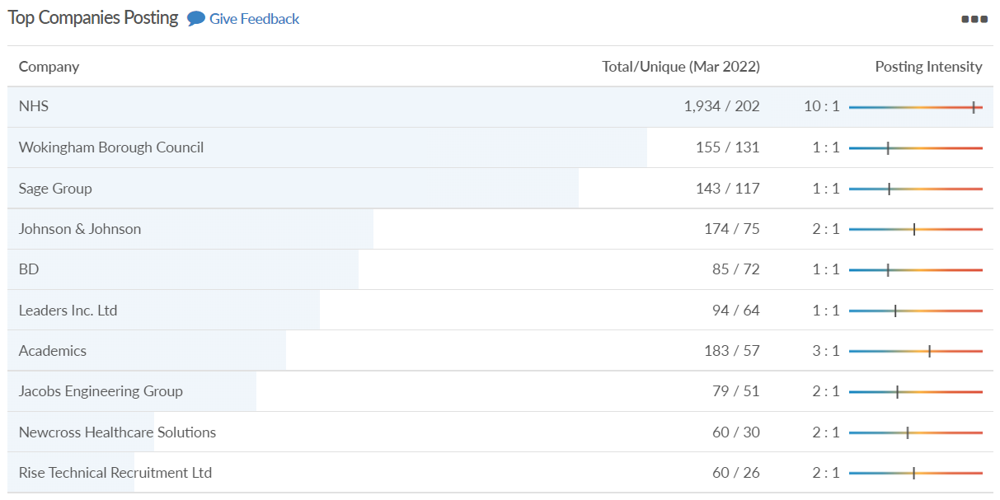 Top Companies Posting Give Feedback
Company Total/Unique (Mar 2022) Posting Intensity
NHS 1,934 / 202 10 : 1
Wokingham Borough Council 155 / 131 1 : 1
Sage Group 143 / 117 1 : 1
Johnson & Johnson 174 / 75 2 : 1
BD 85 / 72 1 : 1
Leaders Inc. Ltd 94 / 64 1 : 1
Academics 183 / 57 3 : 1
Jacobs Engineering Group 79 / 51 2 : 1
Newcross Healthcare Solutions 60 / 30 2 : 1
Rise Technical Recruitment Ltd 60 / 26 2 : 1